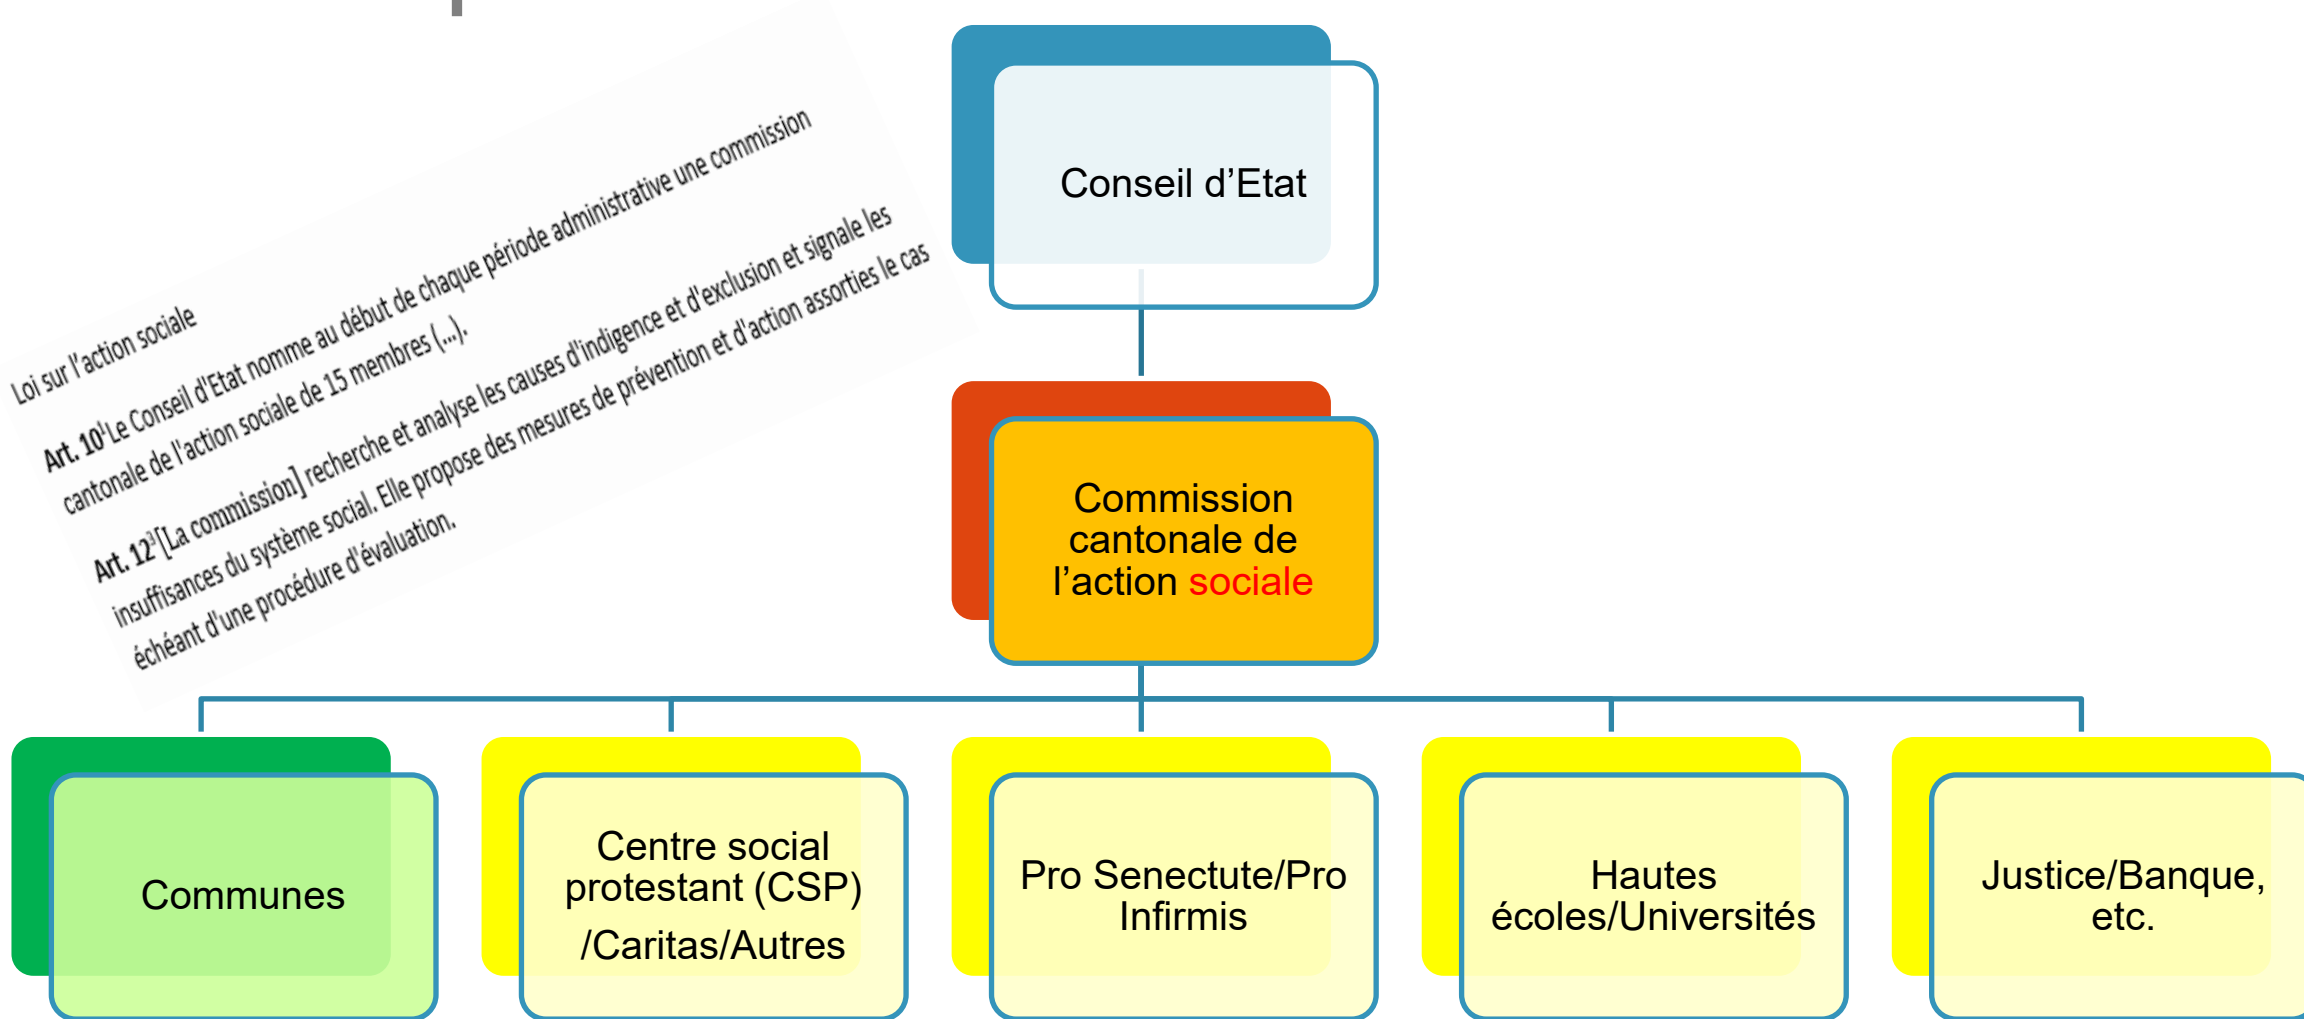 Loi sur l'action sociale
Art. 10¹Le Conseil d'Etat nomme au début de chaque période administrative une commission
cantonale de l'action sociale de 15 membres (...).
Art. 12³[La commission] recherche et analyse les causes d'indigence et d'exclusion et signale les
insuffisances du système social. Elle propose des mesures de prévention et d'action assorties le cas
échéant d'une procédure d'évaluation.
Conseil d’Etat
Commission
cantonale de
l’action sociale
Communes
Centre social
protestant (CSP)
/Caritas/Autres
Pro Senectute/Pro
Infirmis
Hautes
écoles/Universités
Justice/Banque,
etc.